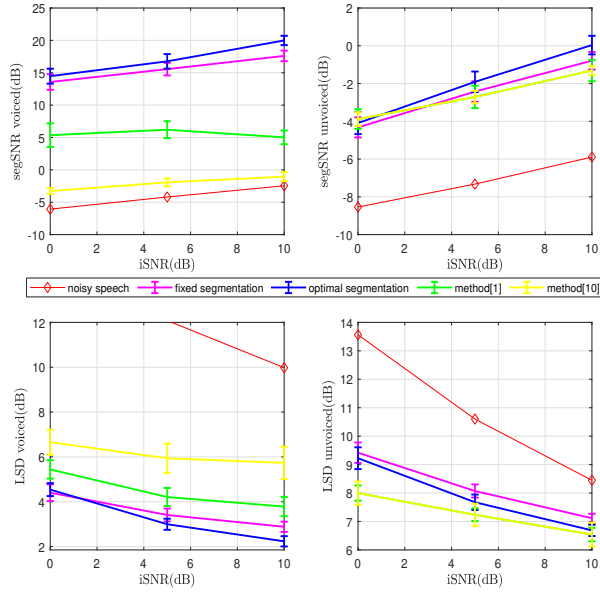 25
20
15
10
5
0
-5
-10
segSNR voiced(dB)
0 2 4 6 8 10
iSNR(dB)
2
0
-2
-4
-6
-8
-10
segSNR unvoiced(dB)
0 2 4 6 8 10
iSNR(dB)
noisy speech fixed segmentation optimal segmentation method[1] method[10]
12
10
8
6
4
2
LSD voiced(dB)
0 2 4 6 8 10
iSNR(dB)
14
13
12
11
10
9
8
7
6
LSD unvoiced(dB)
0 2 4 6 8 10
iSNR(dB)